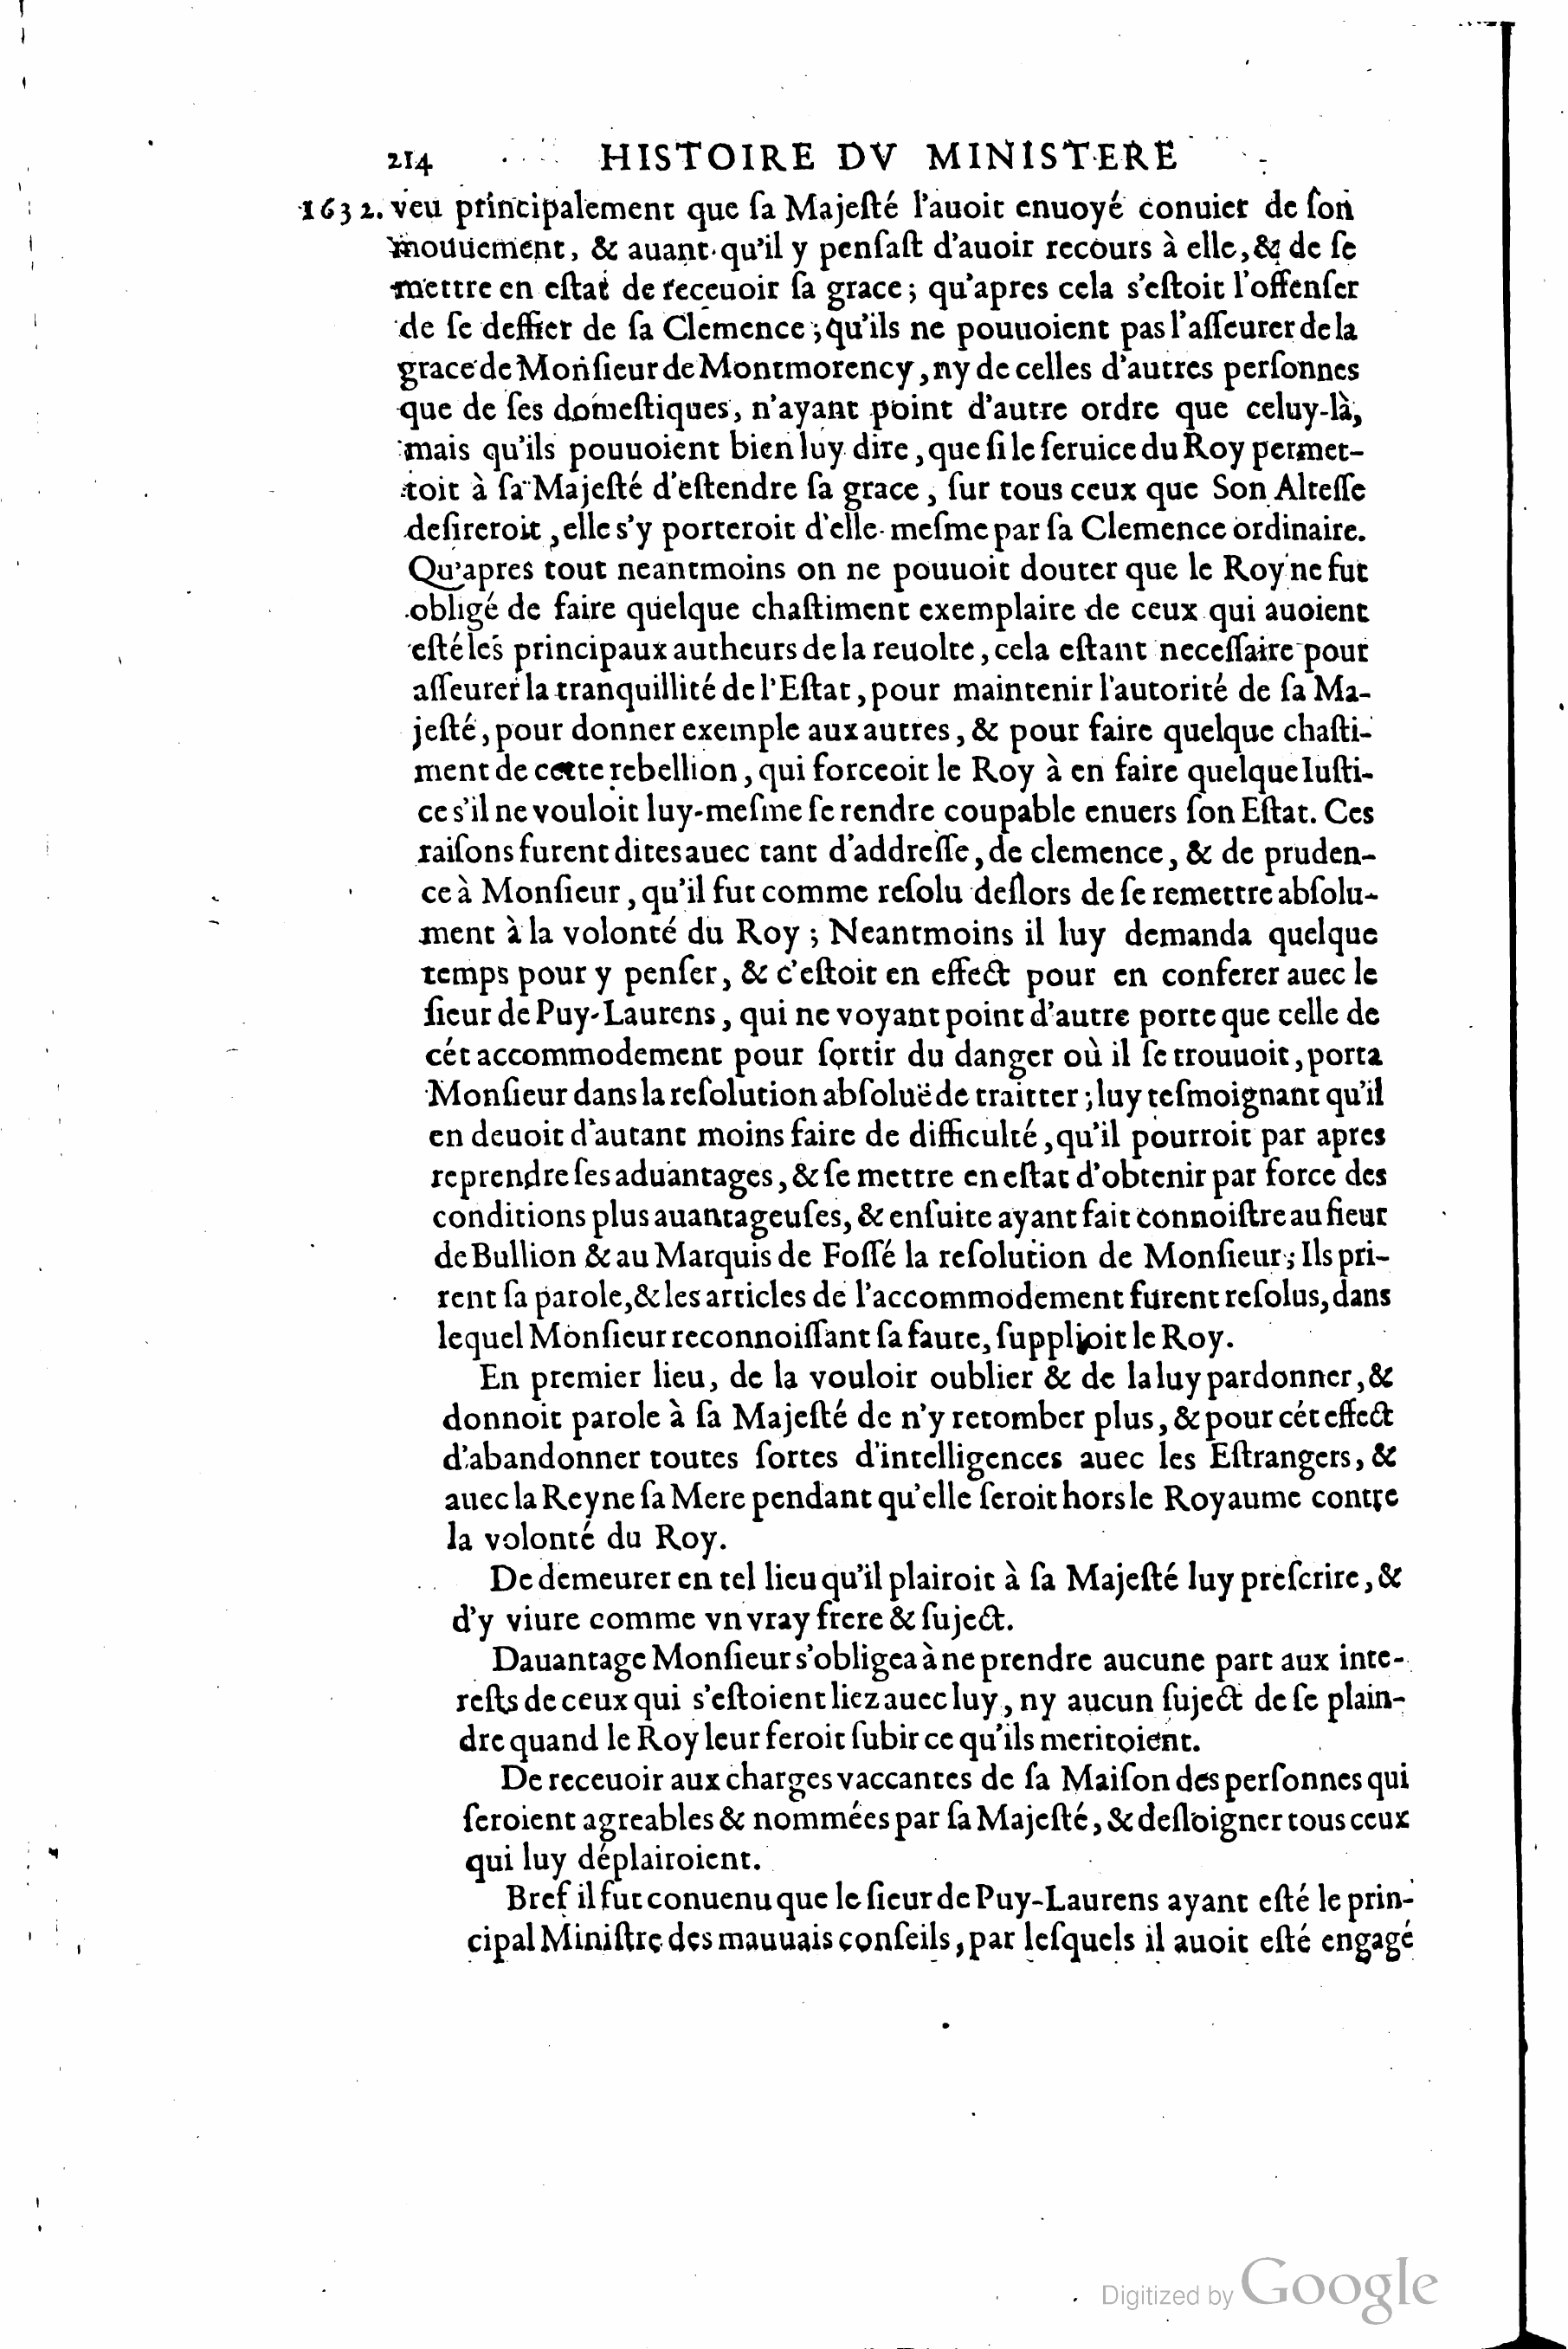 214 HISTOIRE DV MINISTERE
1632. veu principalement que ſa Majeſté l'auoit enuoyé conuier de ſon
mouuement, & auant qu'il y penſaſt d'auoir recours à elle, & de ſe
mettre en eſtat de receuoir ſa grace; qu'apres cela s'eſtoit l'offenſer
de ſe deffier de ſa Clemence; qu'ils ne pouuoient pas l'aſſeurer de la
grace de Monſieur de Montmorency, ny de celles d'autres perſonnes
que de ſes domeſtiques, n'ayant point d'autre ordre que celuy-là,
mais qu'ils pouuoient bien luy dire, que ſi le ſeruice du Roy permet-
toit à ſa Majeſté d'eſtendre ſa grace, ſur tous ceux que Son Alteſſe
deſireroit, elle s'y porteroit d'elle-meſme par ſa Clemence ordinaire.
Qu'apres tout neantmoins on ne pouuoit douter que le Roy ne fut
obligé de faire quelque chaſtiment exemplaire de ceux qui auoient
eſté les principaux autheurs de la reuolte, cela eſtant neceſſaire pour
aſſeurer la tranquillité de l'Eſtat, pour maintenir l'autorité de ſa Ma-
jeſté, pour donner exemple aux autres, & pour faire quelque chaſti-
ment de cette rebellion, qui forceoit le Roy à en faire quelque Iuſti-
ce s'il ne vouloit luy-meſme ſe rendre coupable enuers ſon Eſtat. Ces
raiſons furent dites auec tant d'addreſſe, de clemence, & de pruden-
ce à Monſieur, qu'il fut comme reſolu deſlors de ſe remettre abſolu-
ment à la volonté du Roy; Neantmoins il luy demanda quelque
temps pour y penſer, & c'eſtoit en effect pour en conferer auec le
ſieur de Puy-Laurens, qui ne voyant point d'autre porte que celle de
cét accommodement pour ſortir du danger où il ſe trouuoit, porta
Monſieur dans la reſolution abſoluë de traitter; luy teſmoignant qu'il
en deuoit d'autant moins faire de difficulté, qu'il pourroit par apres
reprendre ſes aduantages, & ſe mettre en eſtat d'obtenir par force des
conditions plus auantageuſes, & enſuite ayant fait connoiſtre au ſieur
de Bullion & au Marquis de Foſſé la reſolution de Monſieur; Ils pri-
rent ſa parole, & les articles de l'accommodement furent reſolus, dans
lequel Monſieur reconnoiſſant ſa faute, ſupplioit le Roy.
En premier lieu, de la vouloir oublier & de la luy pardonner, &
donnoit parole à ſa Majeſté de n'y retomber plus, & pour cét effect
d'abandonner toutes ſortes d'intelligences auec les Eſtrangers, &
auec la Reyne ſa Mere pendant qu'elle ſeroit hors le Royaume contre
la volonté du Roy.
De demeurer en tel lieu qu'il plairoit à ſa Majeſté luy preſcrire, &
d'y viure comme vn vray frere & ſuject.
Dauantage Monſieur s'obligea à ne prendre aucune part aux inte-
reſts de ceux qui s'eſtoient liez auec luy, ny aucun ſuject de ſe plain-
dre quand le Roy leur feroit ſubir ce qu'ils meritoient.
De receuoir aux charges vaccantes de ſa Maiſon des perſonnes qui
ſeroient agreables & nommées par ſa Majeſté, & deſloigner tous ceux
qui luy déplairoient.
Bref il fut conuenu que le ſieur de Puy-Laurens ayant eſté le prin-
cipal Miniſtre des mauuais conſeils, par leſquels il auoit eſté engagé
Digitized by Google